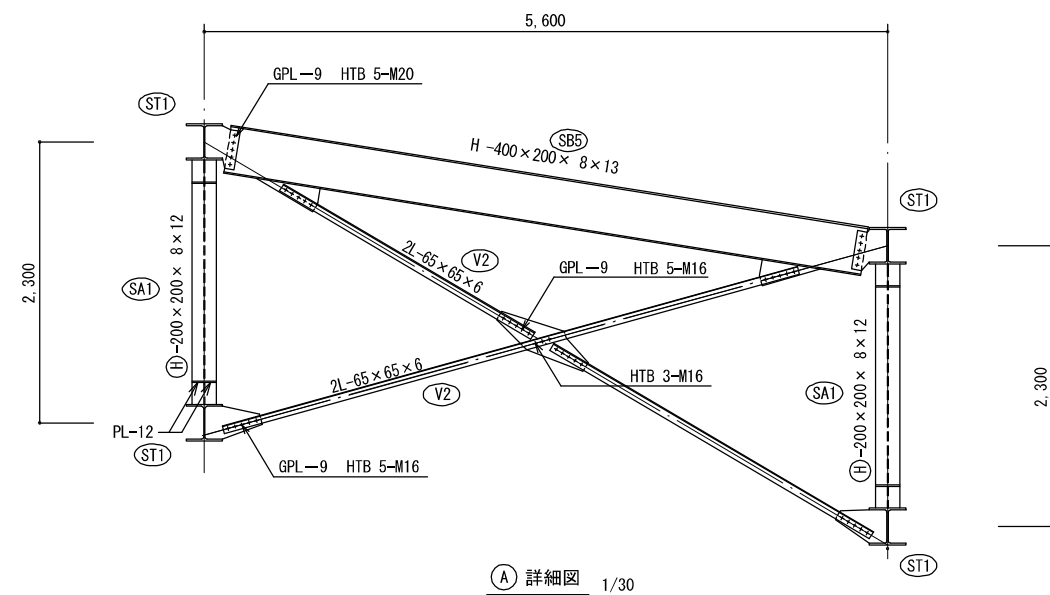 5,600
GPL－9 HTB 5-M20
ST1
SB5
H -400×200× 8×13
ST1
2,300
SA1
H-200×200× 8×12
2L-65×65×6
V2
GPL－9 HTB 5-M16
2L-65×65×6
V2
HTB 3-M16
SA1
H-200×200× 8×12
2,300
PL-12
ST1
GPL－9 HTB 5-M16
ST1
A 詳細図 1/30